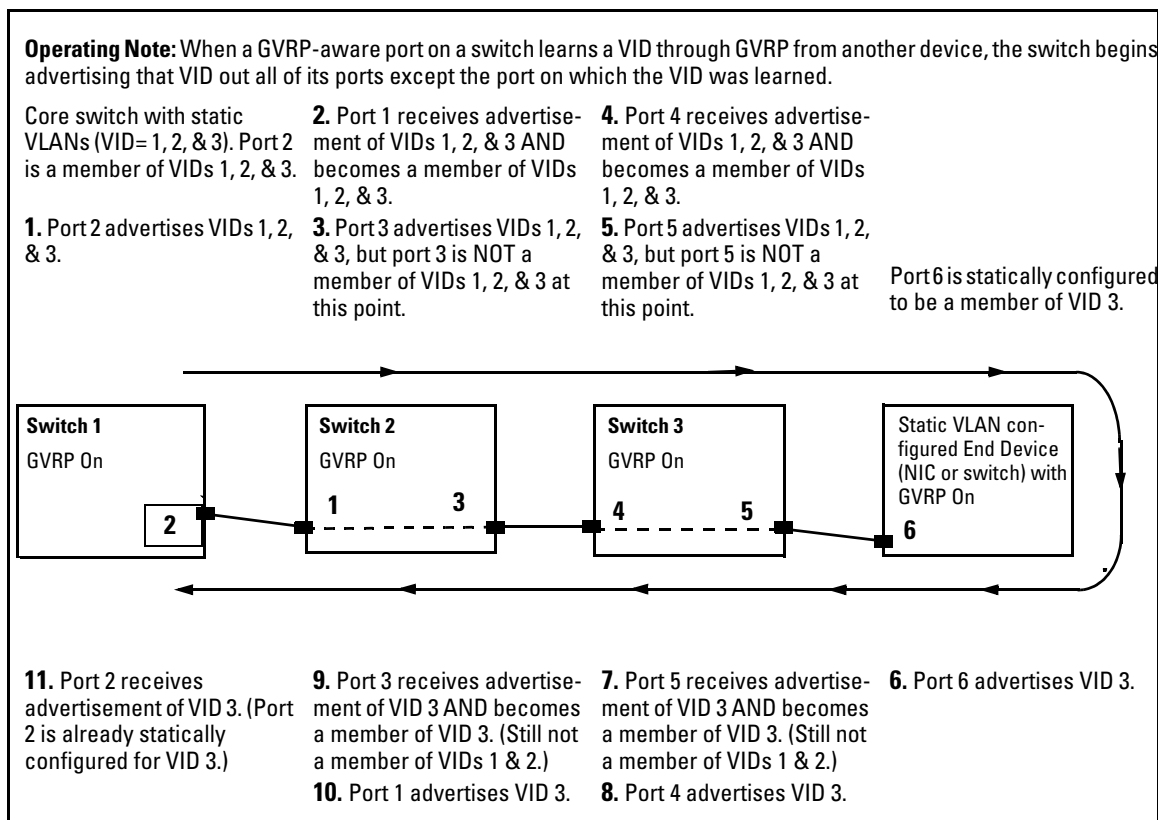 Operating Note: When a GVRP-aware port on a switch learns a VID through GVRP from another device, the switch begins
advertising that VID out all of its ports except the port on which the VID was learned.
Core switch with static
VLANs (VID= 1, 2, & 3). Port 2
is a member of VIDs 1, 2, & 3.
1. Port 2 advertises VIDs 1, 2,
& 3.
2. Port 1 receives advertise-
ment of VIDs 1, 2, & 3 AND
becomes a member of VIDs
1, 2, & 3.
3. Port 3 advertises VIDs 1, 2,
& 3, but port 3 is NOT a
member of VIDs 1, 2, & 3 at
this point.
4. Port 4 receives advertise-
ment of VIDs 1, 2, & 3 AND
becomes a member of VIDs
1, 2, & 3.
5. Port 5 advertises VIDs 1, 2,
& 3, but port 5 is NOT a
member of VIDs 1, 2, & 3 at
this point.
Port 6 is statically configured
to be a member of VID 3.
Switch 1
GVRP On
2
Switch 2
GVRP On
1 3
Switch 3
GVRP On
4 5
Static VLAN con-
figured End Device
(NIC or switch) with
GVRP On
6
11. Port 2 receives
advertisement of VID 3. (Port
2 is already statically
configured for VID 3.)
9. Port 3 receives advertise-
ment of VID 3 AND becomes
a member of VID 3. (Still not
a member of VIDs 1 & 2.)
10. Port 1 advertises VID 3.
7. Port 5 receives advertise-
ment of VID 3 AND becomes
a member of VID 3. (Still not
a member of VIDs 1 & 2.)
8. Port 4 advertises VID 3.
6. Port 6 advertises VID 3.